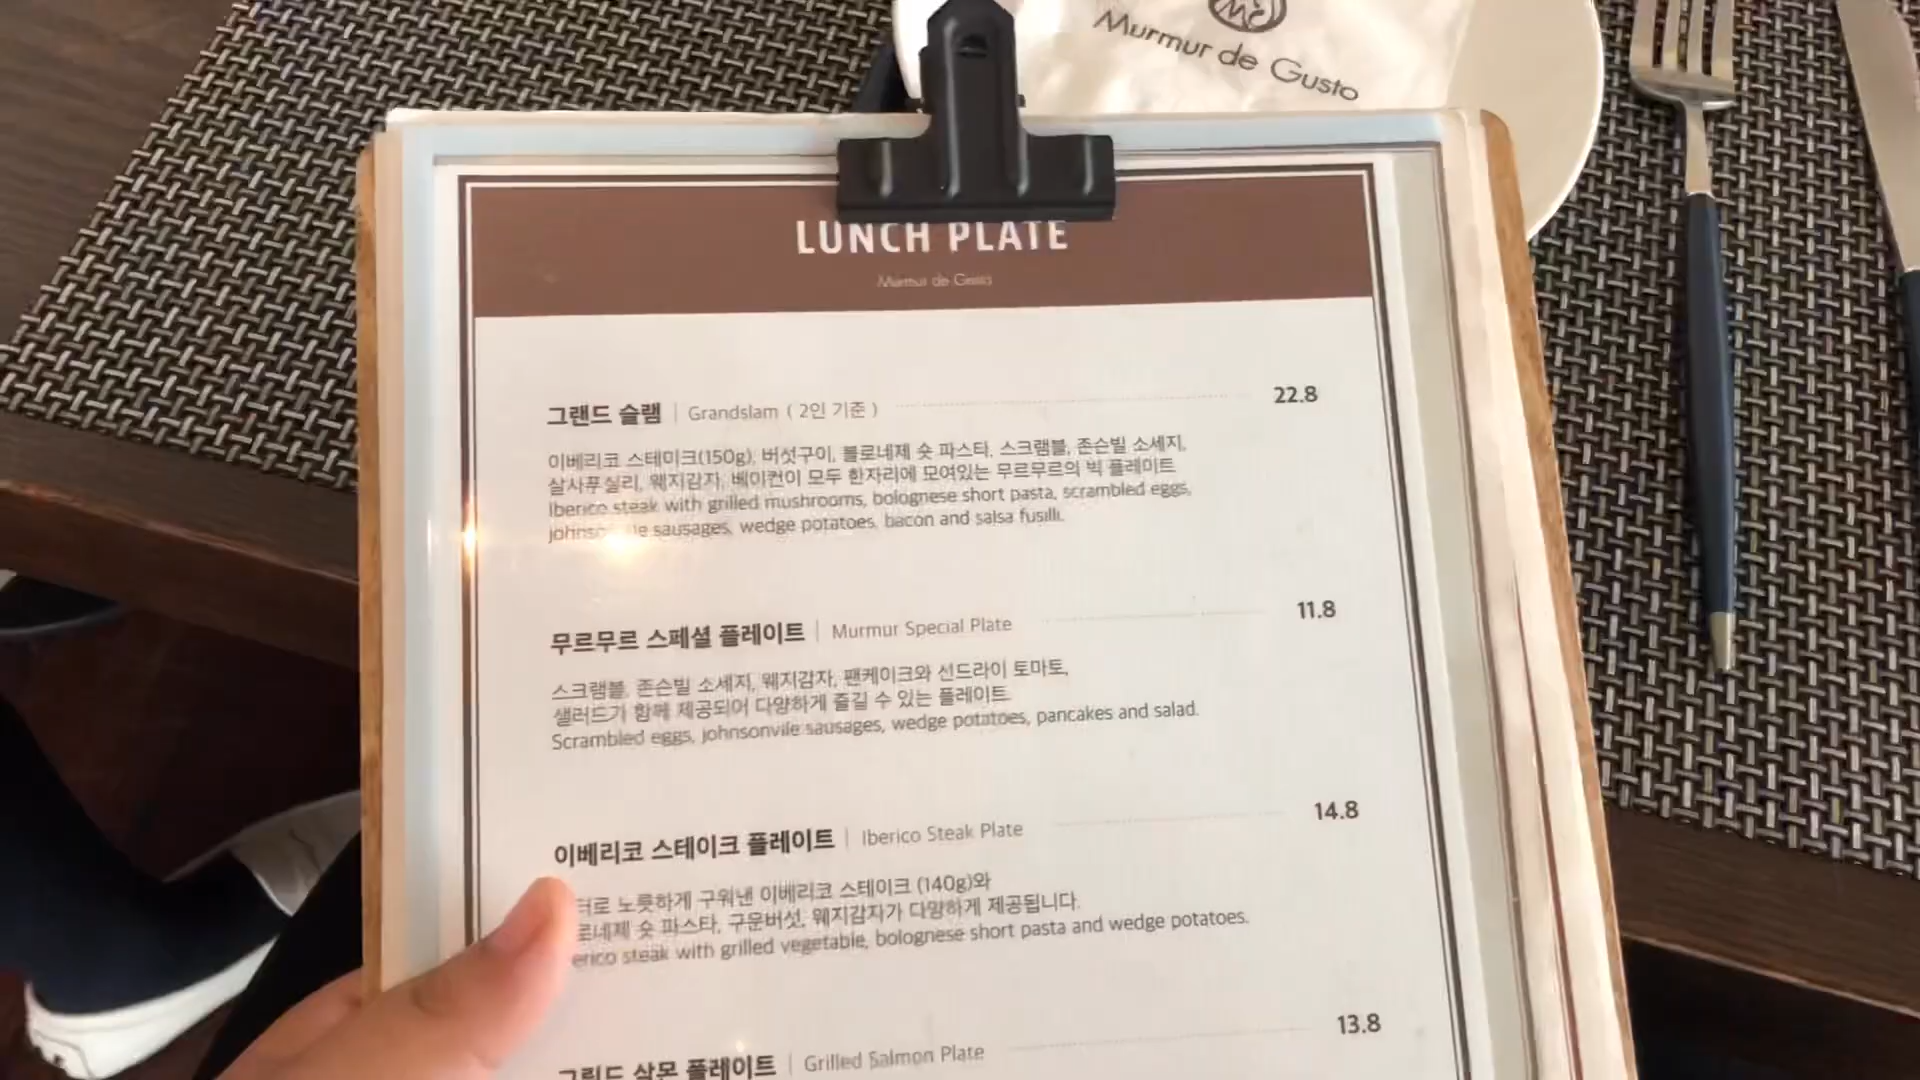 Murmur de Gusto
LUNCH PLATE
Murmur de Gusto
그랜드 슬램 | Grandslam ( 2인 기준 ) 22.8
이베리코 스테이크(150g), 버섯구이, 볼로네제 숏 파스타, 스크램블, 존슨빌 소세지,
살사푸실리, 웨지감자, 베이컨이 모두 한자리에 모여있는 무르무르의 빅 플레이트
Iberico steak with grilled mushrooms, bolognese short pasta, scrambled eggs,
sausages, wedge potatoes, bacon and salsa fusilli.
무르무르 스페셜 플레이트 | Murmur Special Plate 11.8
스크램블, 존슨빌 소세지, 웨지감자, 팬케이크와 선드라이 토마토,
샐러드가 함께 제공되어 다양하게 즐길 수 있는 플레이트
Scrambled eggs, johnsonvile sausages, wedge potatoes, pancakes and salad.
이베리코 스테이크 플레이트 | Iberico Steak Plate 14.8
노릇하게 구워낸 이베리코 스테이크 (140g)와
숏 파스타, 구운버섯, 웨지감자가 다양하게 제공됩니다.
steak with grilled vegetable, bolognese short pasta and wedge potatoes.
그릴드 살몬 플레이트 | Grilled Salmon Plate 13.8